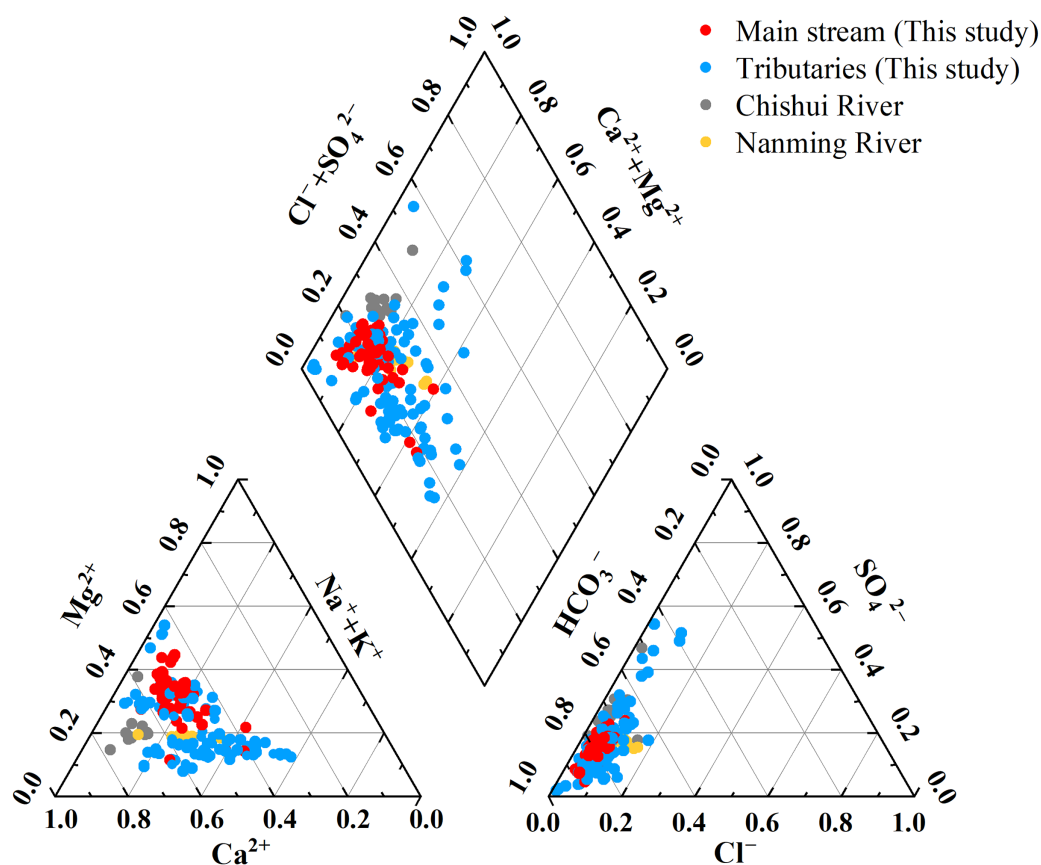 Main stream (This study)
Tributaries (This study)
Chishui River
Nanming River
1.0 1.0
0.8 0.8
0.6 0.6
0.4 0.4
0.2 0.2
0.0 0.0
Cl⁻+SO₄²⁻
Ca²⁺+Mg²⁺
1.0
0.8
0.6
0.4
0.2
0.0
Mg²⁺
Na⁺+K⁺
1.0 0.8 0.6 0.4 0.2 0.0
Ca²⁺
0.0 1.0
0.2 0.8
0.4 0.6
0.6 0.4
0.8 0.2
1.0 0.0
HCO₃⁻
SO₄²⁻
0.0 0.2 0.4 0.6 0.8 1.0
Cl⁻